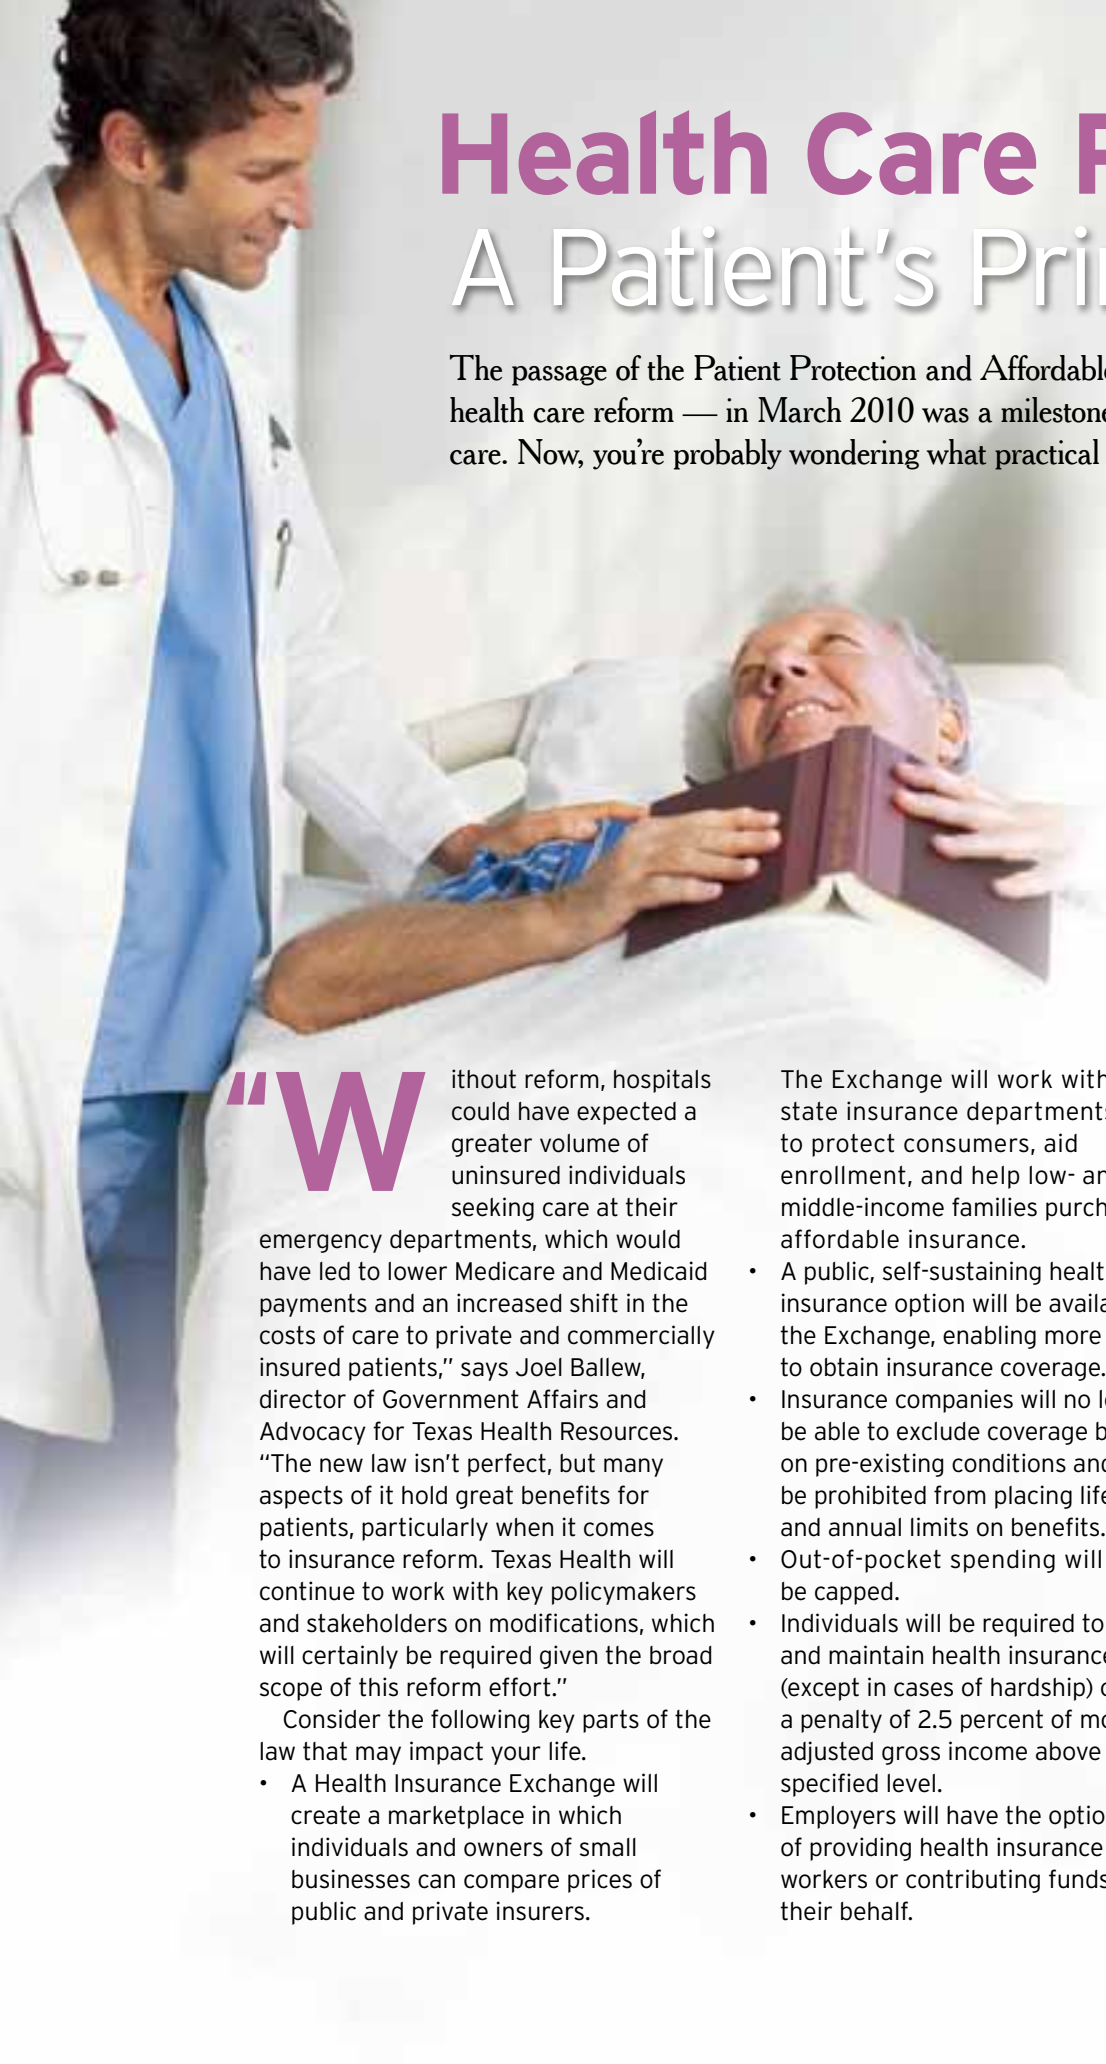 Health Care
A Patient's
The passage of the Patient Protection and
health care reform — in March 2010 was a
care. Now, you're probably wondering what practical
"Without reform, hospitals
could have expected a
greater volume of
uninsured individuals
seeking care at their
emergency departments, which would
have led to lower Medicare and Medicaid
payments and an increased shift in the
costs of care to private and commercially
insured patients," says Joel Ballew,
director of Government Affairs and
Advocacy for Texas Health Resources.
"The new law isn't perfect, but many
aspects of it hold great benefits for
patients, particularly when it comes
to insurance reform. Texas Health will
continue to work with key policymakers
and stakeholders on modifications, which
will certainly be required given the broad
scope of this reform effort."
Consider the following key parts of the
law that may impact your life.
• A Health Insurance Exchange will
create a marketplace in which
individuals and owners of small
businesses can compare prices of
public and private insurers.
The Exchange will work with
state insurance departments
to protect consumers, aid
enrollment, and help low-
middle-income families
affordable insurance.
• A public, self-sustaining
insurance option will be
the Exchange, enabling more
to obtain insurance coverage.
• Insurance companies will no
be able to exclude coverage
on pre-existing conditions
be prohibited from placing
and annual limits on benefits.
• Out-of-pocket spending will
be capped.
• Individuals will be required to
and maintain health insurance
(except in cases of hardship)
a penalty of 2.5 percent of
adjusted gross income above
specified level.
• Employers will have the
of providing health insurance
workers or contributing funds
their behalf.